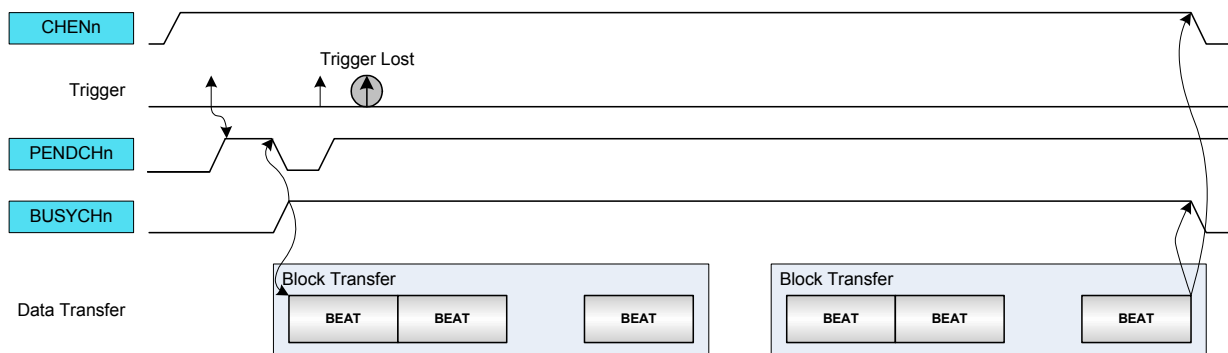 CHENn
Trigger Lost
Trigger
PENDCHn
BUSYCHn
Block Transfer
Block Transfer
Data Transfer
BEAT
BEAT
BEAT
BEAT
BEAT
BEAT